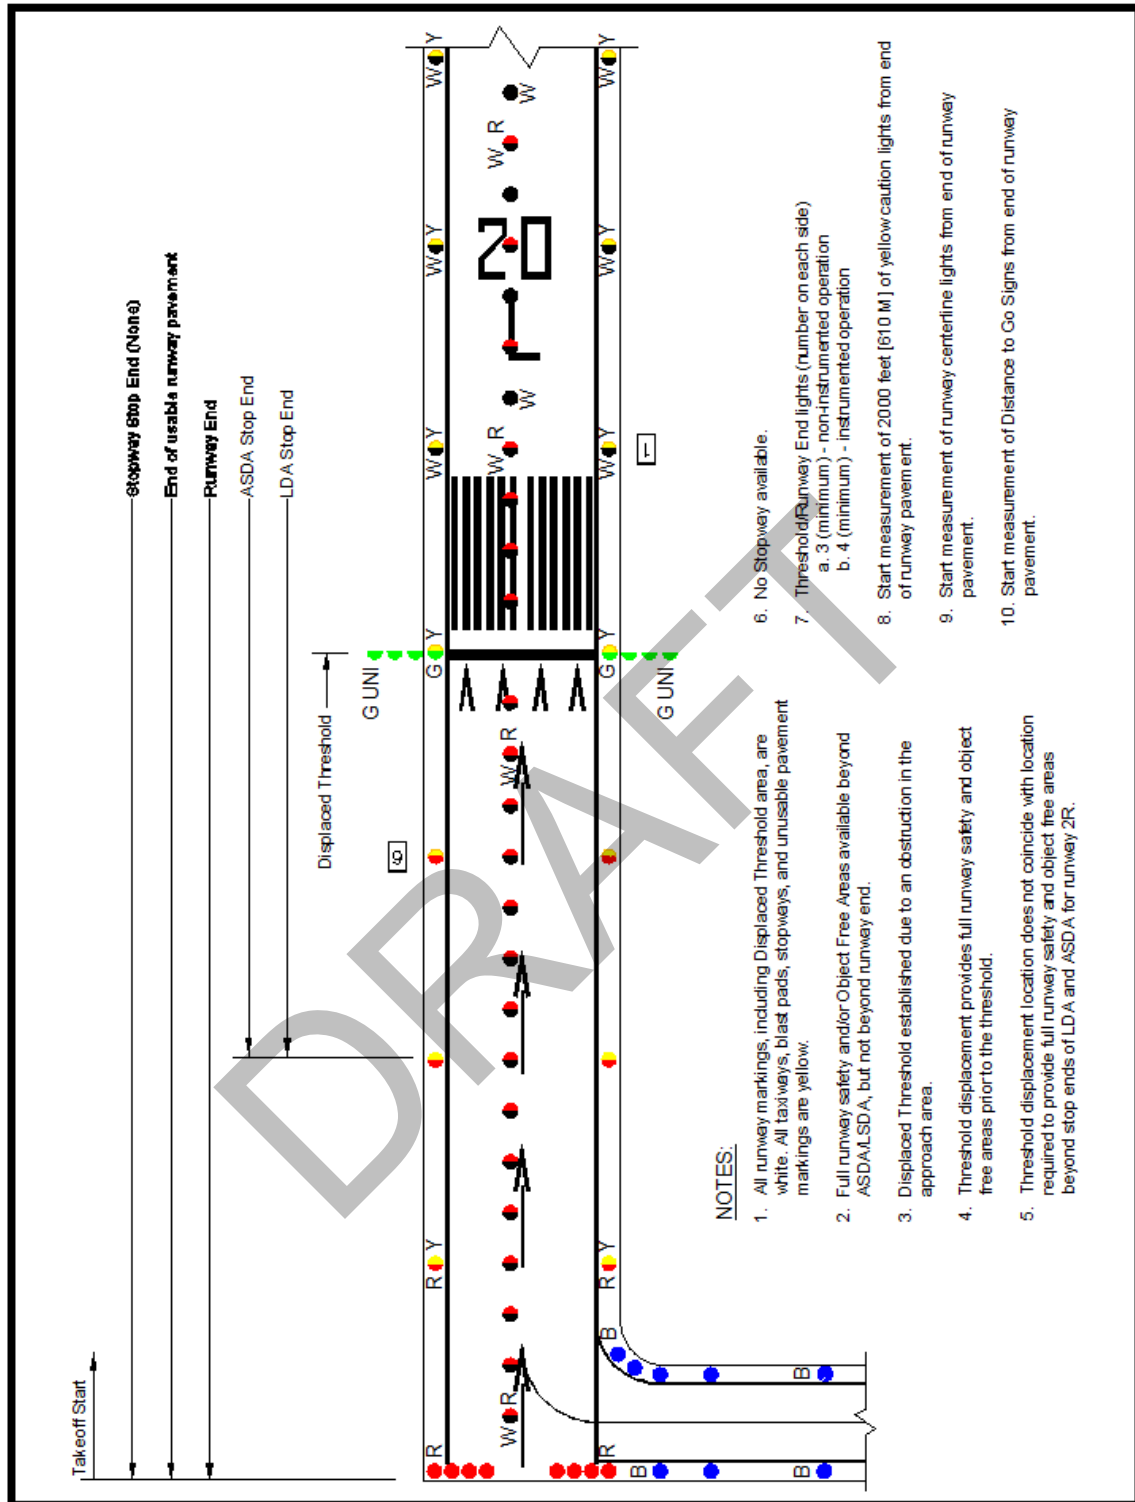 Takeoff Start
Stopway Stop End (None)
End of usable runway pavement
Runway End
ASDA Stop End
LDA Stop End
Displaced Threshold
G UNI
G UNI
R
R Y
G Y
W Y
W Y
W Y
W R
W R
W R
W
W R
W
20
L
R
R Y
G Y
W Y
W Y
W Y
B
B
B
B
DRAFT
NOTES:
1. All runway markings, including Displaced Threshold area, are
white. All taxiways, blast pads, stopways, and unusable pavement
markings are yellow.
2. Full runway safety and/or Object Free Areas available beyond
ASDA/LSDA, but not beyond runway end.
3. Displaced Threshold established due to an obstruction in the
approach area.
4. Threshold displacement provides full runway safety and object
free areas prior to the threshold.
5. Threshold displacement location does not coincide with location
required to provide full runway safety and object free areas
beyond stop ends of LDA and ASDA for runway 2R.
6. No Stopway available.
7. Threshold/Runway End lights (number on each side)
a. 3 (minimum) - non-instrumented operation
b. 4 (minimum) - instrumented operation
8. Start measurement of 2000 feet [610 M] of yellow caution lights from end
of runway pavement.
9. Start measurement of runway centerline lights from end of runway
pavement.
10. Start measurement of Distance to Go Signs from end of runway
pavement.